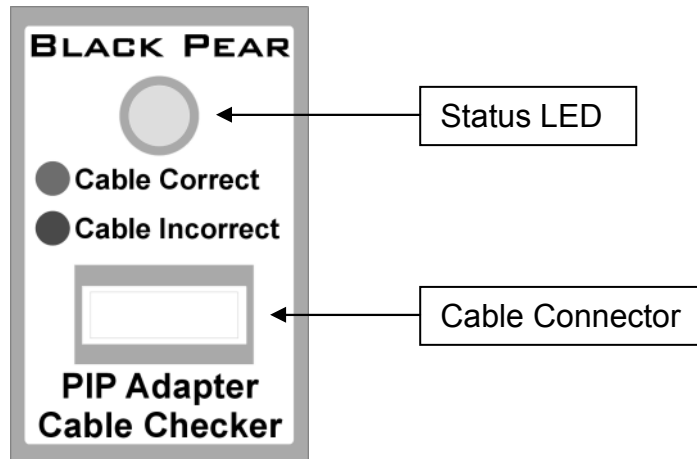 BLACK PEAR
Status LED
Cable Correct
Cable Incorrect
Cable Connector
PIP Adapter
Cable Checker